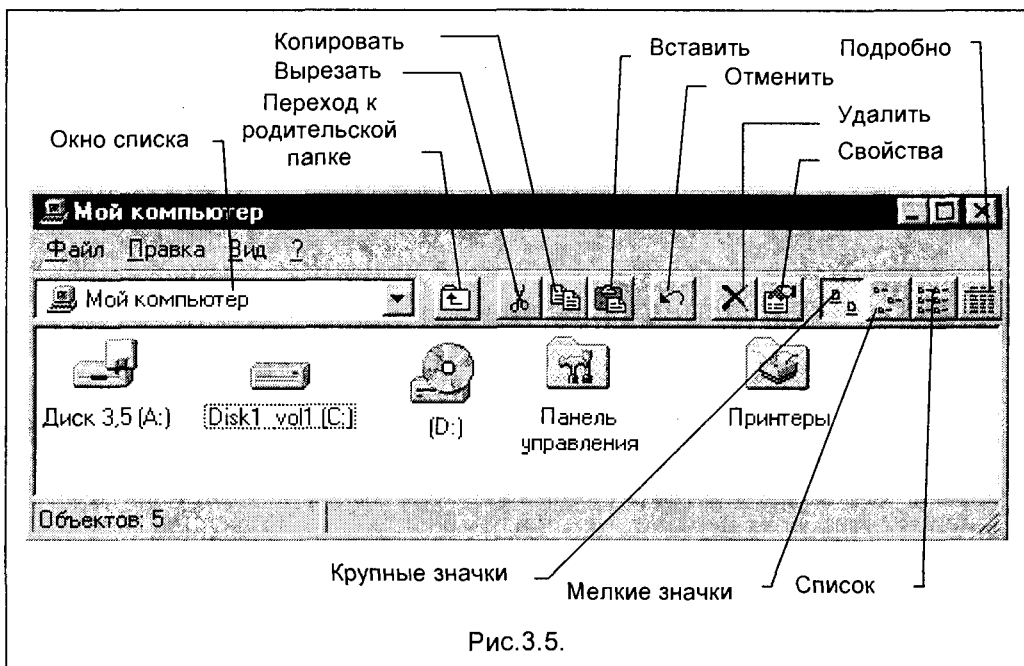 Копировать
Вставить
Подробно
Вырезать
Отменить
Переход к
родительской
папке
Удалить
Окно списка
Свойства
Мой компьютер
Файл Правка Вид ?
Мой компьютер
Диск 3,5 (A:)
Disk1_vol1 (C:)
(D:)
Панель
управления
Принтеры
Объектов: 5
Крупные значки
Мелкие значки
Список
Рис.3.5.